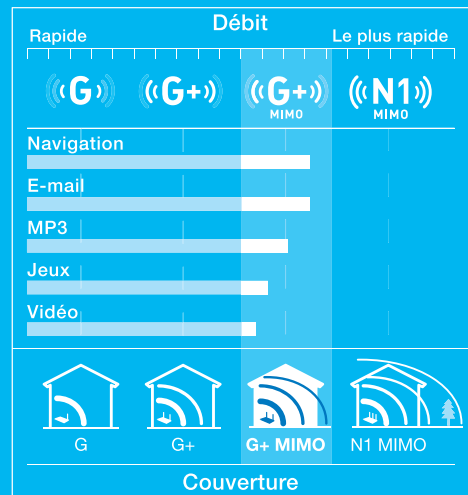 Débit
Rapide Le plus rapide
G G+ G+ N1
MIMO MIMO
Navigation
E-mail
MP3
Jeux
Vidéo
G G+ G+ MIMO N1 MIMO
Couverture